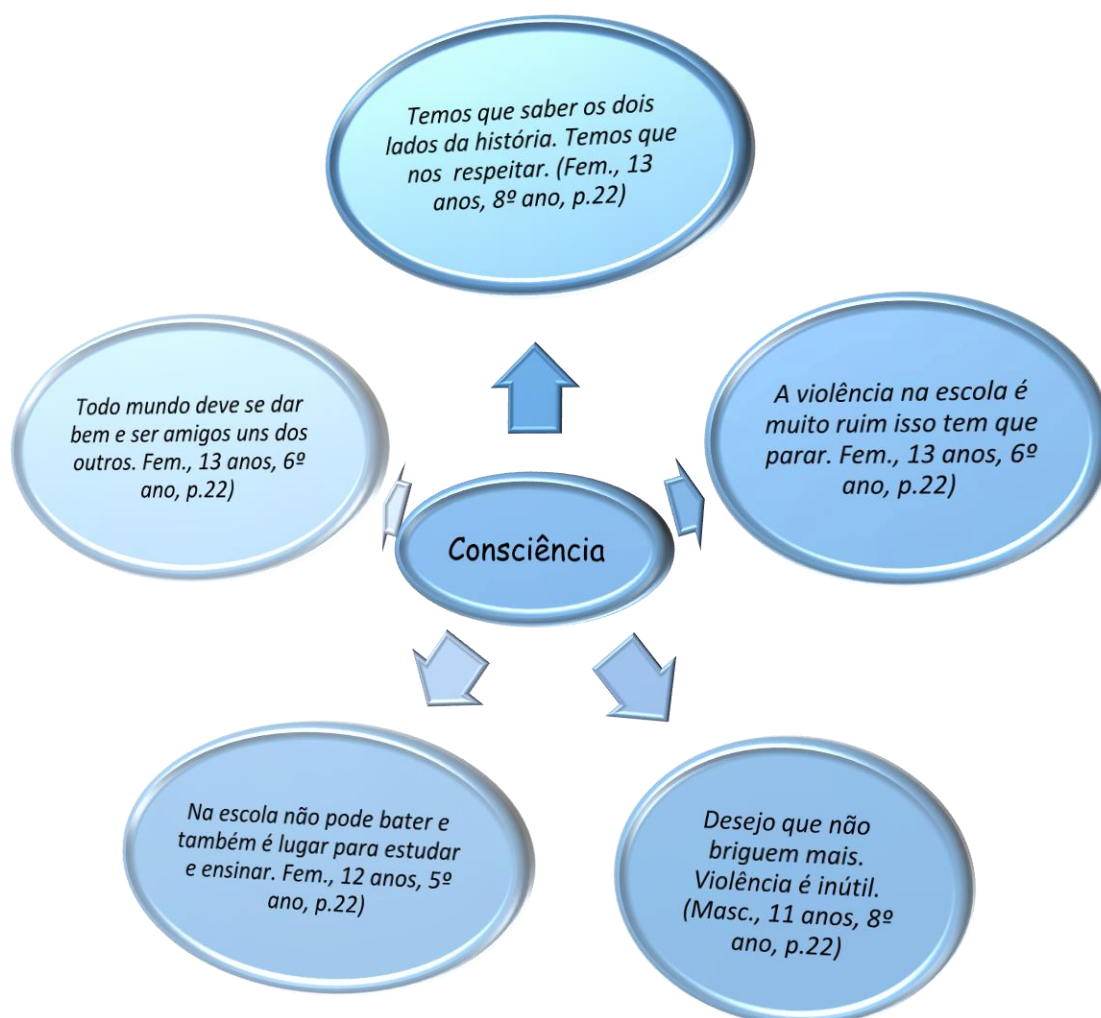 Temos que saber os dois
lados da história. Temos que
nos respeitar. (Fem., 13
anos, 8º ano, p.22)
Todo mundo deve se dar
bem e ser amigos uns dos
outros. Fem., 13 anos, 6º
ano, p.22)
A violência na escola é
muito ruim isso tem que
parar. Fem., 13 anos, 6º
ano, p.22)
Consciência
Na escola não pode bater e
também é lugar para estudar
e ensinar. Fem., 12 anos, 5º
ano, p.22)
Desejo que não
briguem mais.
Violência é inútil.
(Masc., 11 anos, 8º
ano, p.22)